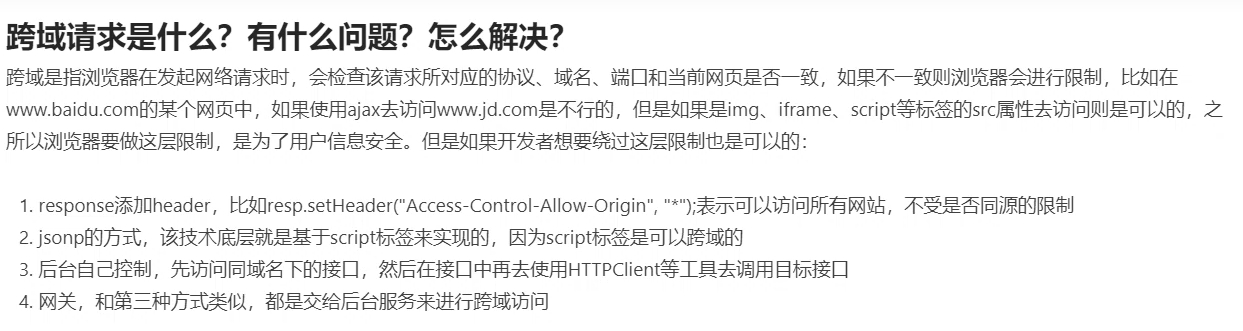 跨域请求是什么？有什么问题？怎么解决？
跨域是指浏览器在发起网络请求时，会检查该请求所对应的协议、域名、端口和当前网页是否一致，如果不一致则浏览器会进行限制，比如在
www.baidu.com的某个网页中，如果使用ajax去访问www.jd.com是不行的，但是如果是img、iframe、script等标签的src属性去访问则是可以的，之
所以浏览器要做这层限制，是为了用户信息安全。但是如果开发者想要绕过这层限制也是可以的：
1. response添加header，比如resp.setHeader("Access-Control-Allow-Origin", "*");表示可以访问所有网站，不受是否同源的限制
2. jsonp的方式，该技术底层就是基于script标签来实现的，因为script标签是可以跨域的
3. 后台自己控制，先访问同域名下的接口，然后在接口中再去使用HTTPClient等工具去调用目标接口
4. 网关，和第三种方式类似，都是交给后台服务来进行跨域访问